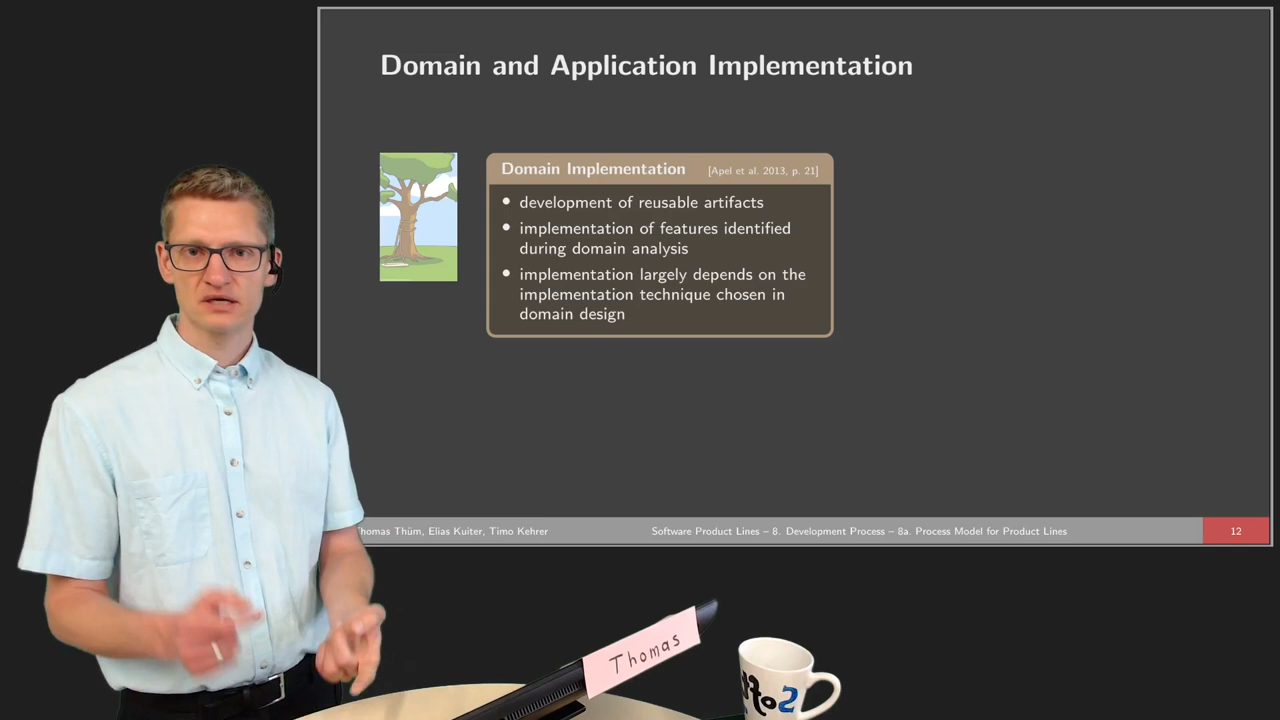 Domain and Application Implementation
Domain Implementation [Apel et al. 2013, p. 21]
• development of reusable artifacts
• implementation of features identified
during domain analysis
• implementation largely depends on the
implementation technique chosen in
domain design
Thomas Thüm, Elias Kuiter, Timo Kehrer
Software Product Lines – 8. Development Process – 8a. Process Model for Product Lines
12
Thomas